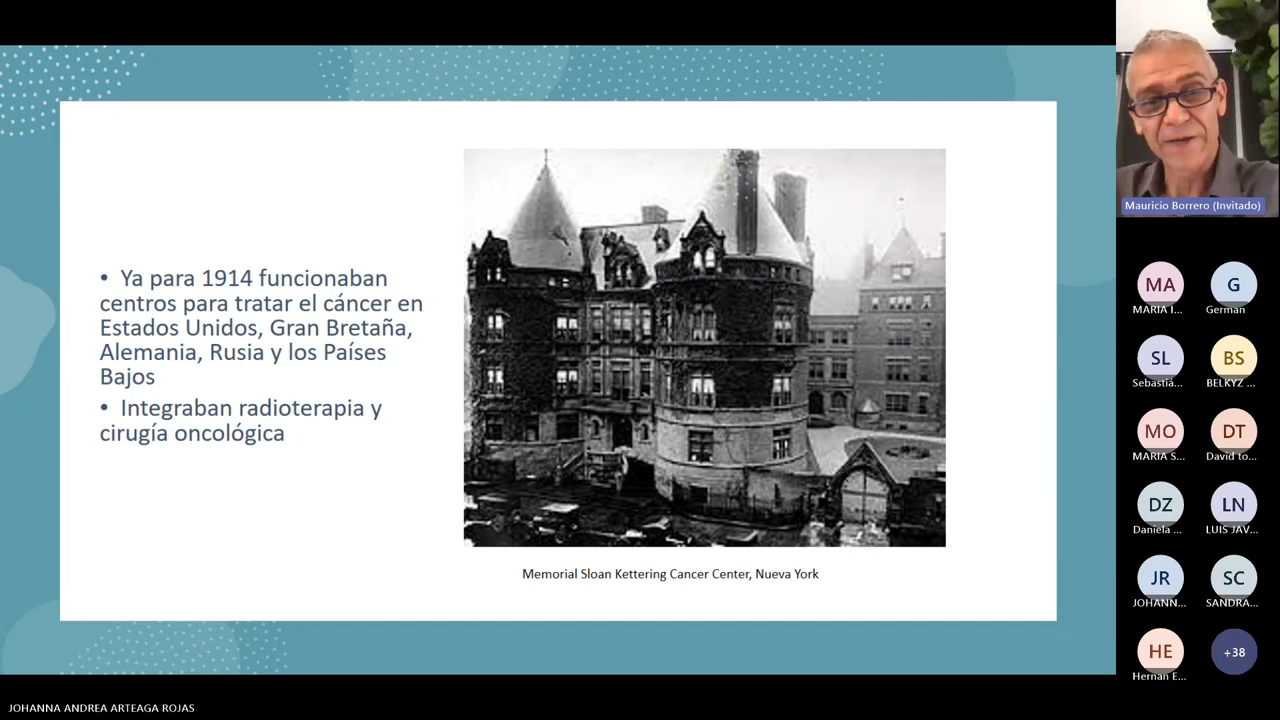 • Ya para 1914 funcionaban
centros para tratar el cáncer en
Estados Unidos, Gran Bretaña,
Alemania, Rusia y los Países
Bajos
• Integraban radioterapia y
cirugía oncológica
Memorial Sloan Kettering Cancer Center, Nueva York
Mauricio Borrero (Invitado)
MA
MARIA I...
G
German
SL
Sebastiá...
BS
BELKYZ ...
MO
MARIA S...
DT
David to...
DZ
Daniela ...
LN
LUIS JAV...
JR
JOHANN...
SC
SANDRA...
HE
Hernan E...
+38
JOHANNA ANDREA ARTEAGA ROJAS